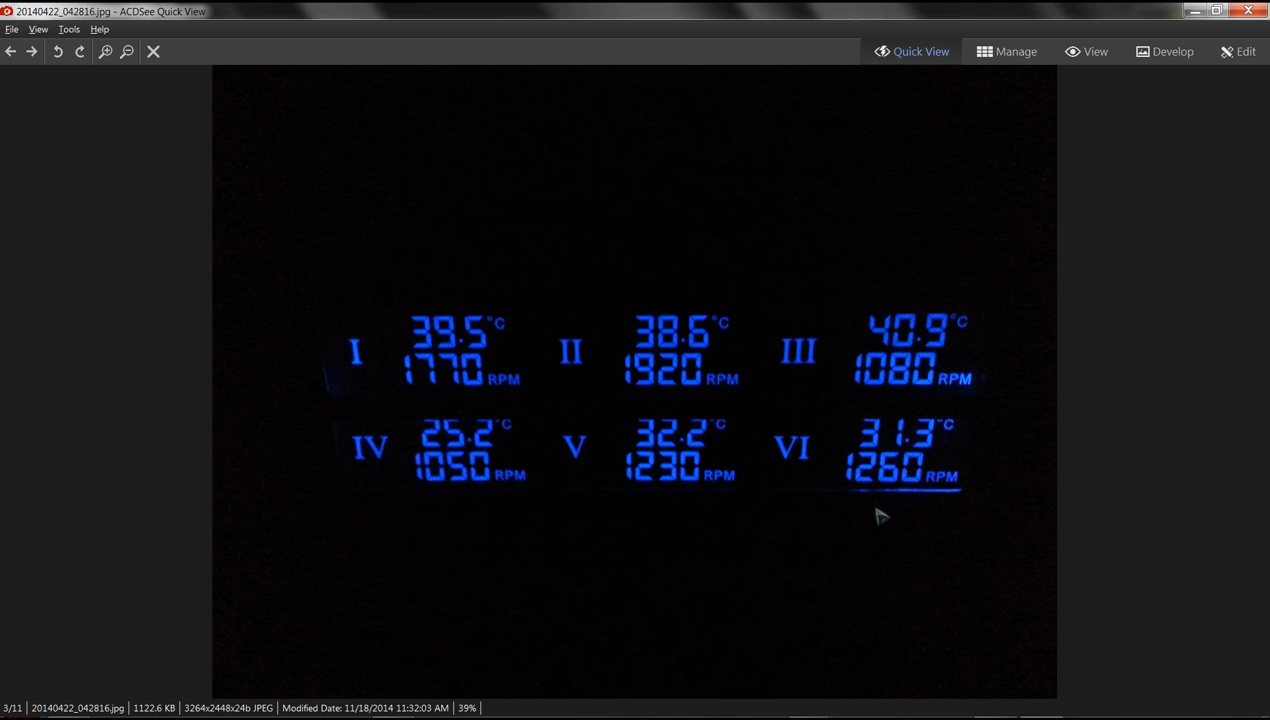 20140422_042816.jpg - ACDSee Quick View
File View Tools Help
Quick View Manage View Develop Edit
I 39.5 °C 1770 RPM
II 38.6 °C 1920 RPM
III 40.9 °C 1080 RPM
IV 25.2 °C 1050 RPM
V 32.2 °C 1230 RPM
VI 31.3 °C 1260 RPM
3/11 20140422_042816.jpg 1122.6 KB 3264x2448x24b JPEG Modified Date: 11/18/2014 11:32:03 AM 39%